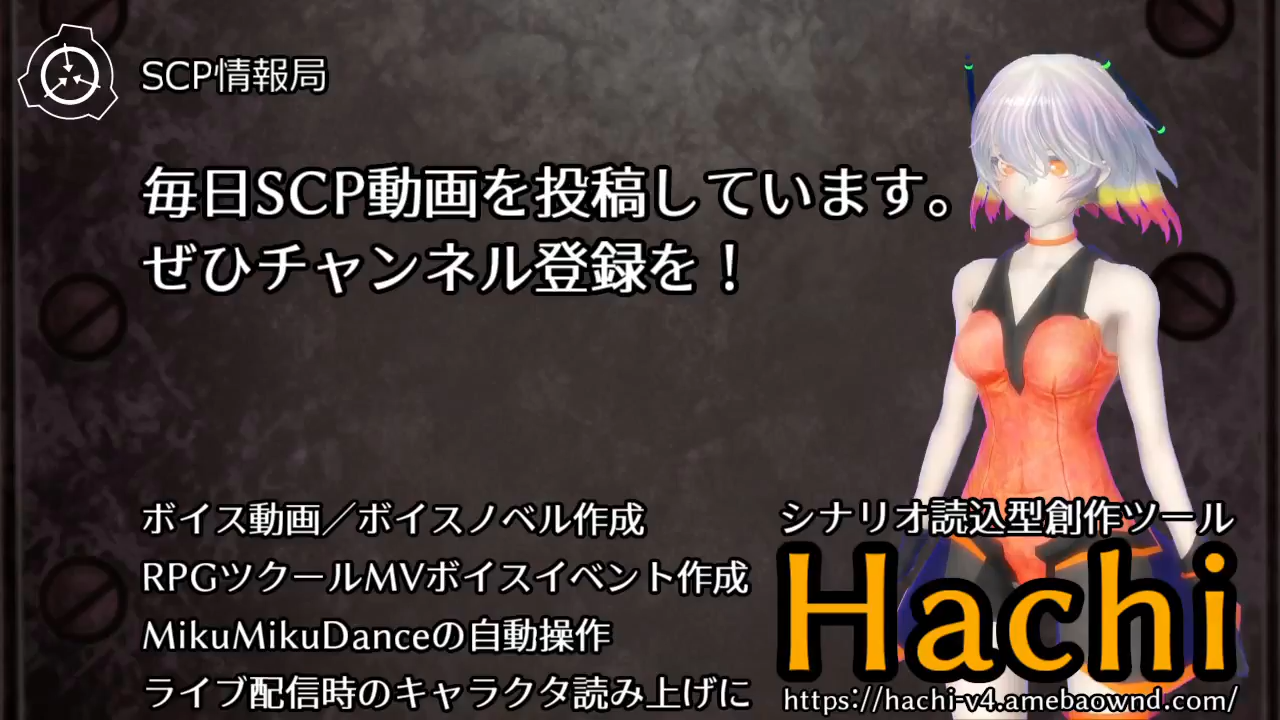 SCP情報局
毎日SCP動画を投稿しています。
ぜひチャンネル登録を！
ボイス動画／ボイスノベル作成
RPGツクールMVボイスイベント作成
MikuMikuDanceの自動操作
ライブ配信時のキャラクタ読み上げに
シナリオ読込型創作ツール
Hachi
https://hachi-v4.amebaownd.com/